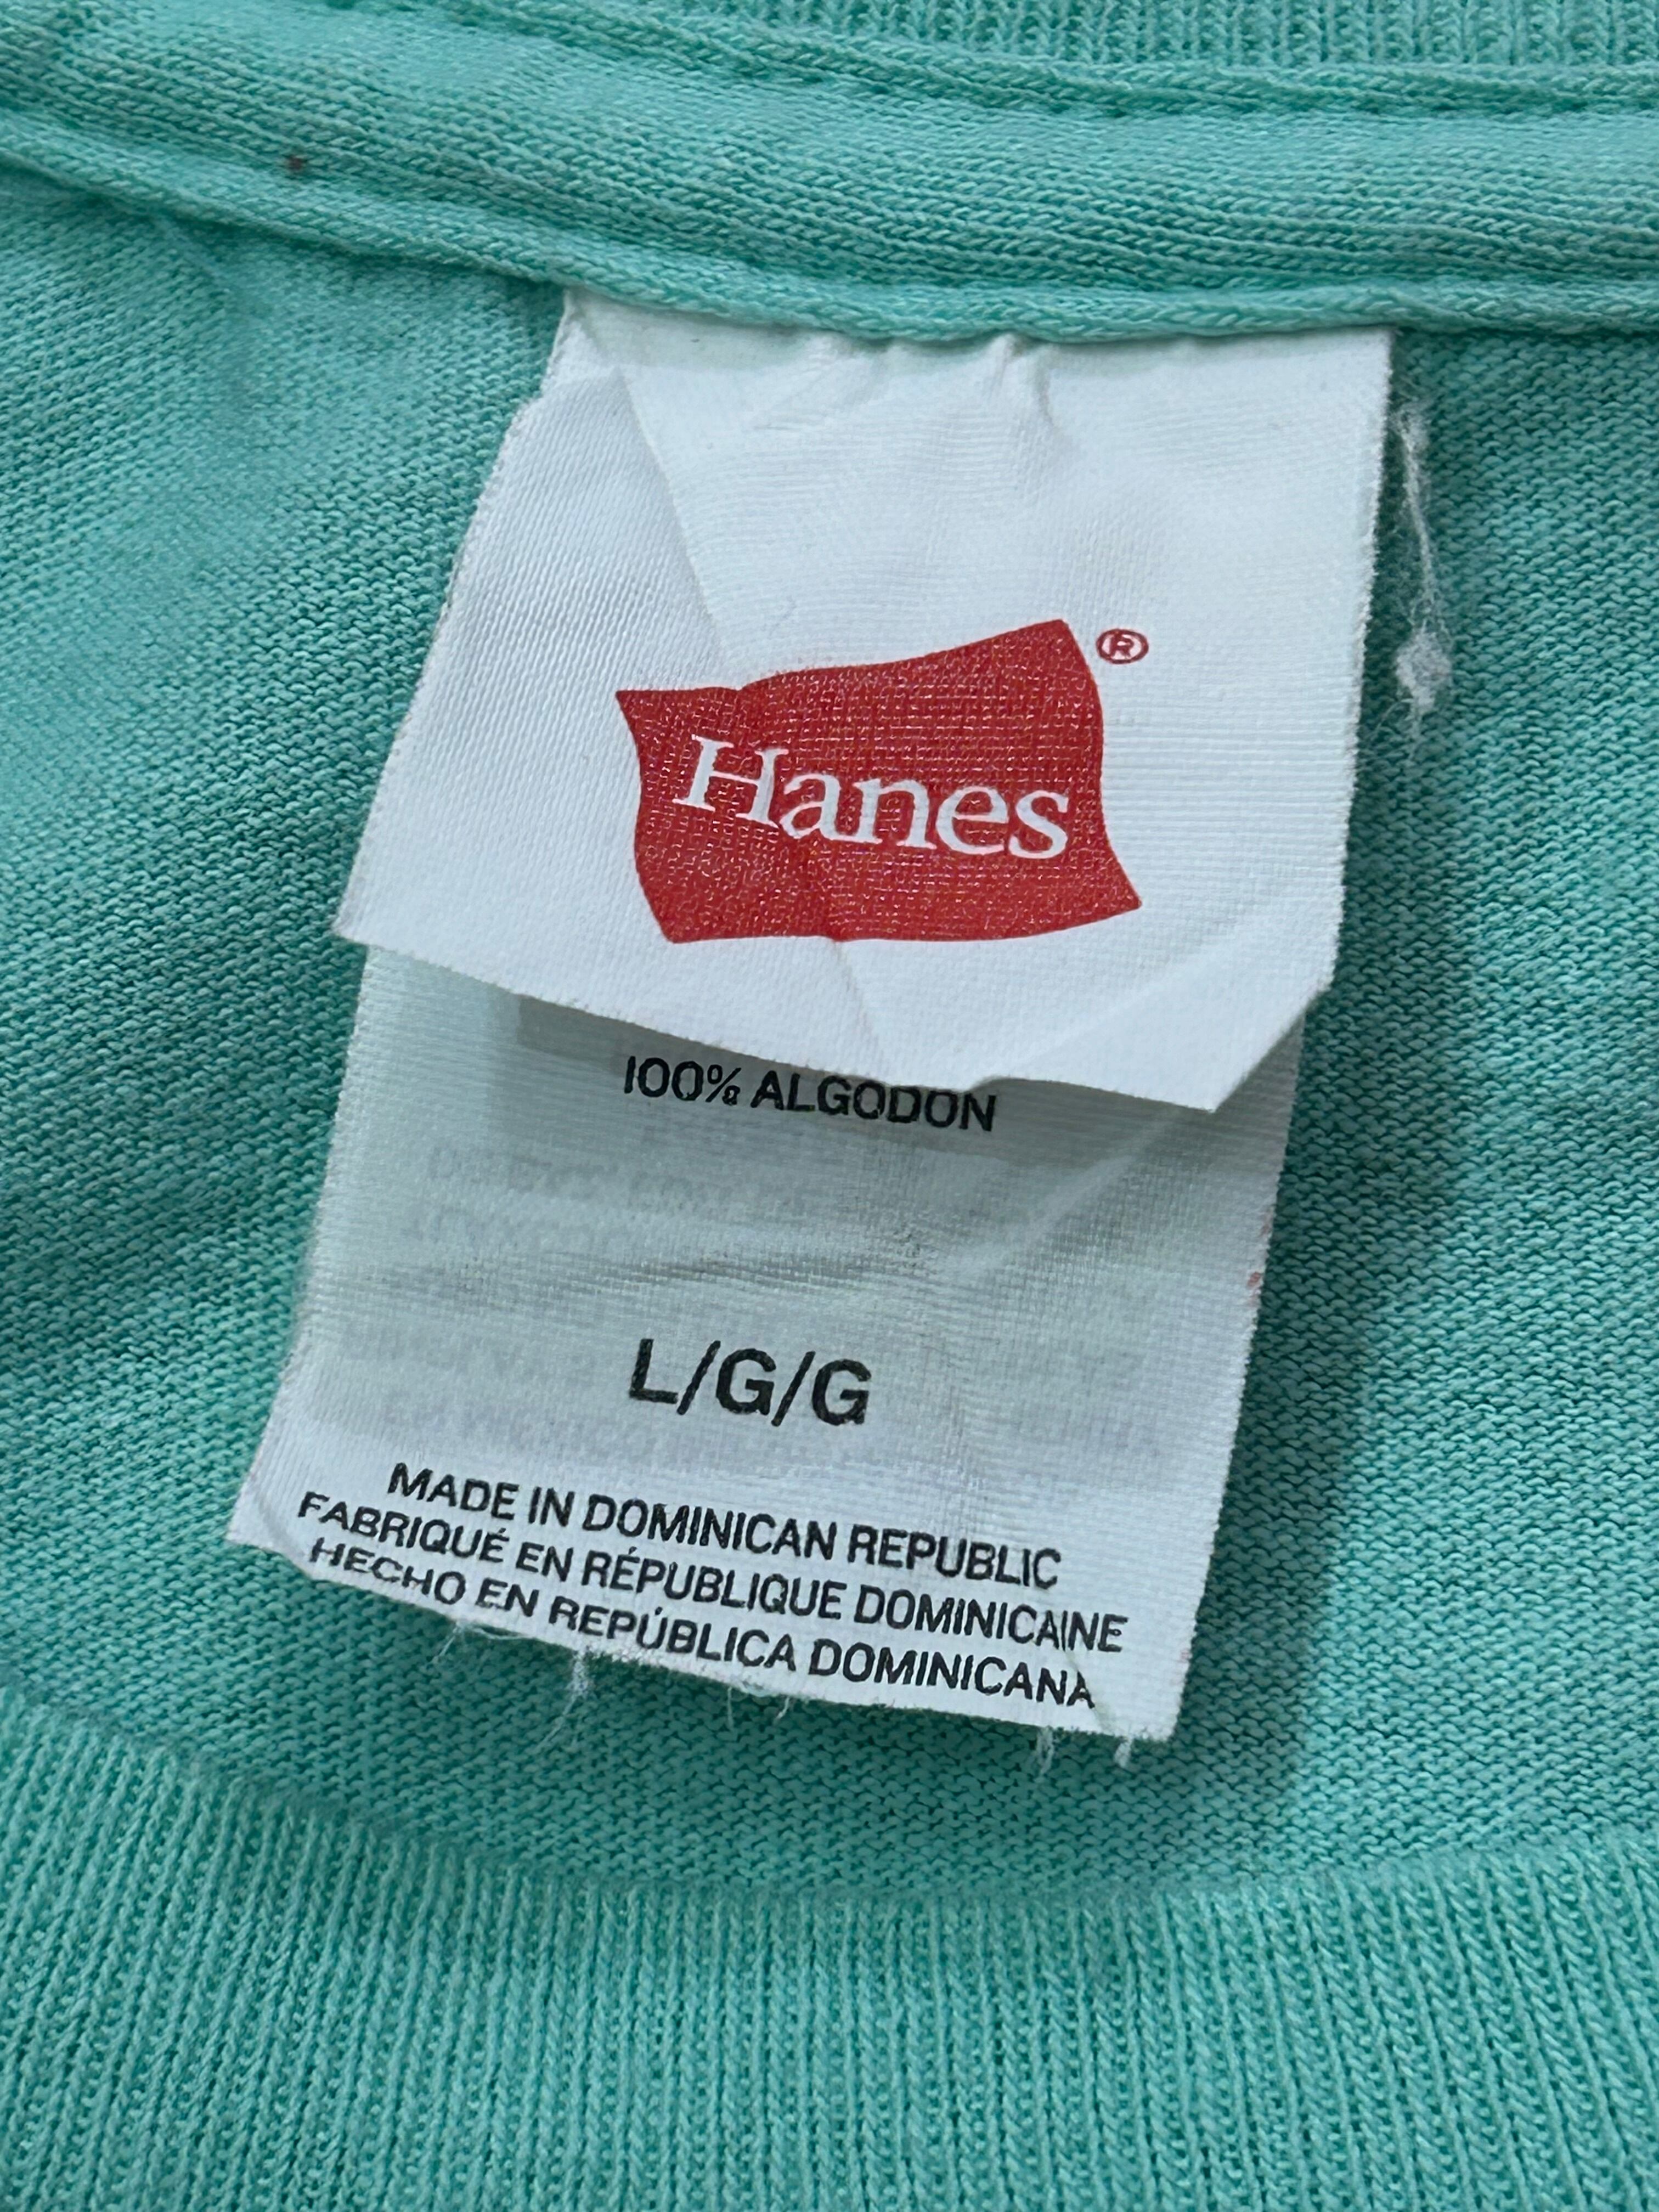 Hanes®
100% ALGODON
L/G/G
MADE IN DOMINICAN REPUBLIC
FABRIQUÉ EN RÉPUBLIQUE DOMINICAINE
HECHO EN REPÚBLICA DOMINICANA